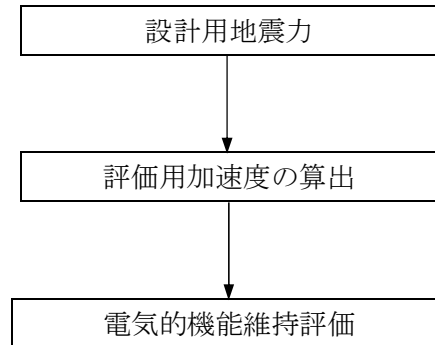 設計用地震力
評価用加速度の算出
電気的機能維持評価